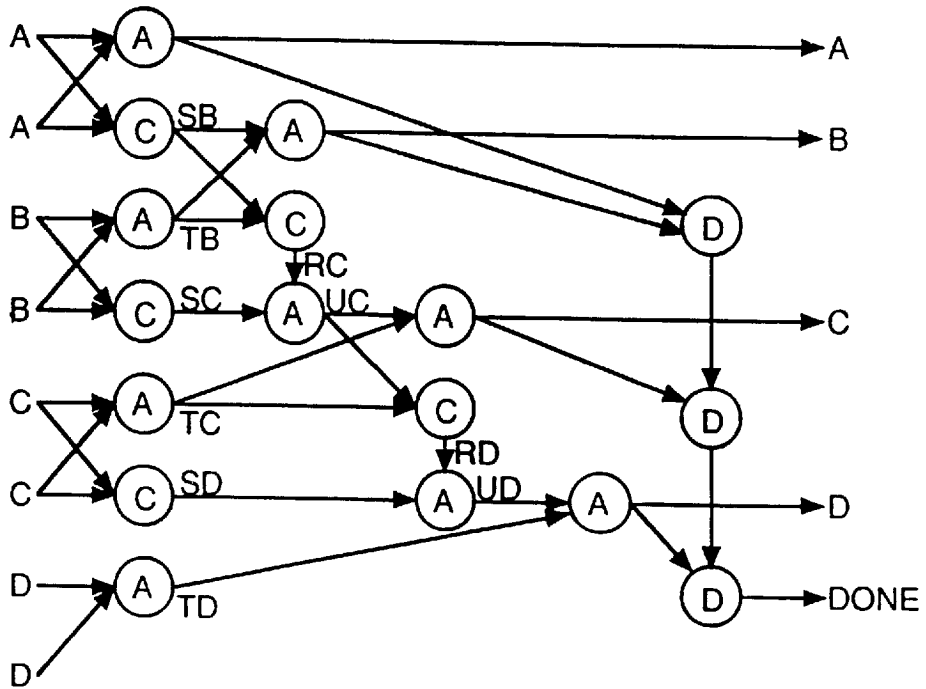 A A A
A C SB A B
B A TB C D
RC
B C SC A UC A C
C A TC C D
RD
C C SD A UD A D
D A TD D DONE
D